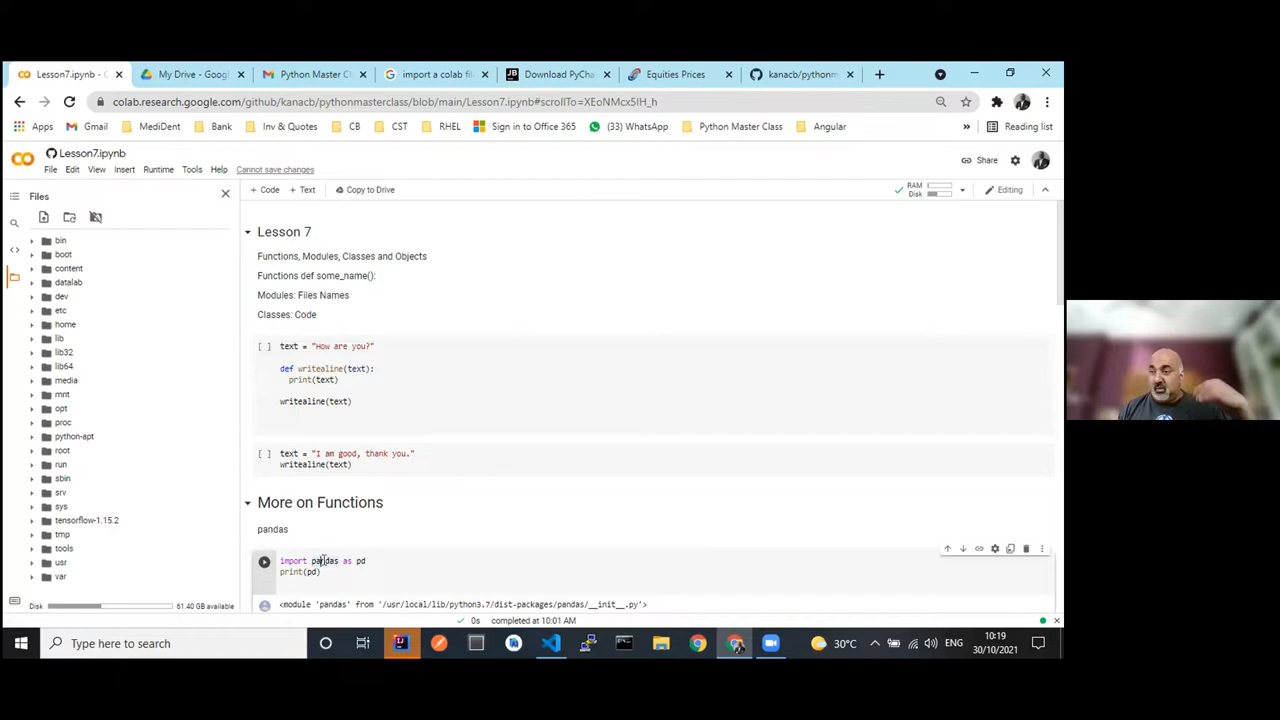 Lesson7.ipynb - C
My Drive - Googl
Python Master C
import a colab fi
JB
Download PyCha
Equities Prices
kanacb/pythonm
colab.research.google.com/github/kanacb/pythonmasterclass/blob/main/Lesson7.ipynb#scrollTo=XEoNMcx5IH_h
Apps Gmail MediDent Bank Inv & Quotes CB CST RHEL Sign in to Office 365 (33) WhatsApp Python Master Class Angular » Reading list
Lesson7.ipynb
File Edit View Insert Runtime Tools Help Cannot save changes
Share
Files
+ Code + Text Copy to Drive
RAM
Disk
Editing
bin
boot
content
datalab
dev
etc
home
lib
lib32
lib64
media
mnt
opt
proc
python-apt
root
run
sbin
srv
sys
tensorflow-1.15.2
tmp
tools
usr
var
Disk 61.40 GB available
Lesson 7
Functions, Modules, Classes and Objects
Functions def some_name():
Modules: Files Names
Classes: Code
[ ] text = "How are you?"
def writealine(text):
print(text)
writealine(text)
[ ] text = "I am good, thank you."
writealine(text)
More on Functions
pandas
import pandas as pd
print(pd)
<module 'pandas' from '/usr/local/lib/python3.7/dist-packages/pandas/__init__.py'>
0s completed at 10:01 AM
Type here to search
30°C
ENG
10:19
30/10/2021